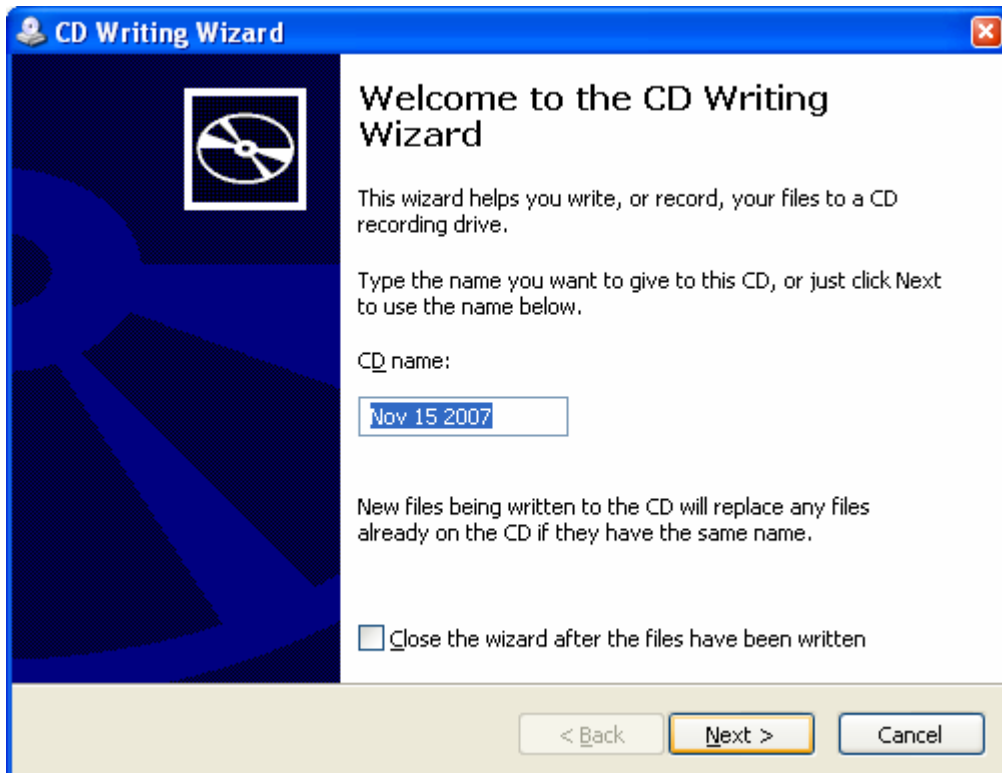 CD Writing Wizard
Welcome to the CD Writing
Wizard
This wizard helps you write, or record, your files to a CD
recording drive.
Type the name you want to give to this CD, or just click Next
to use the name below.
CD name:
Nov 15 2007
New files being written to the CD will replace any files
already on the CD if they have the same name.
Close the wizard after the files have been written
< Back Next > Cancel